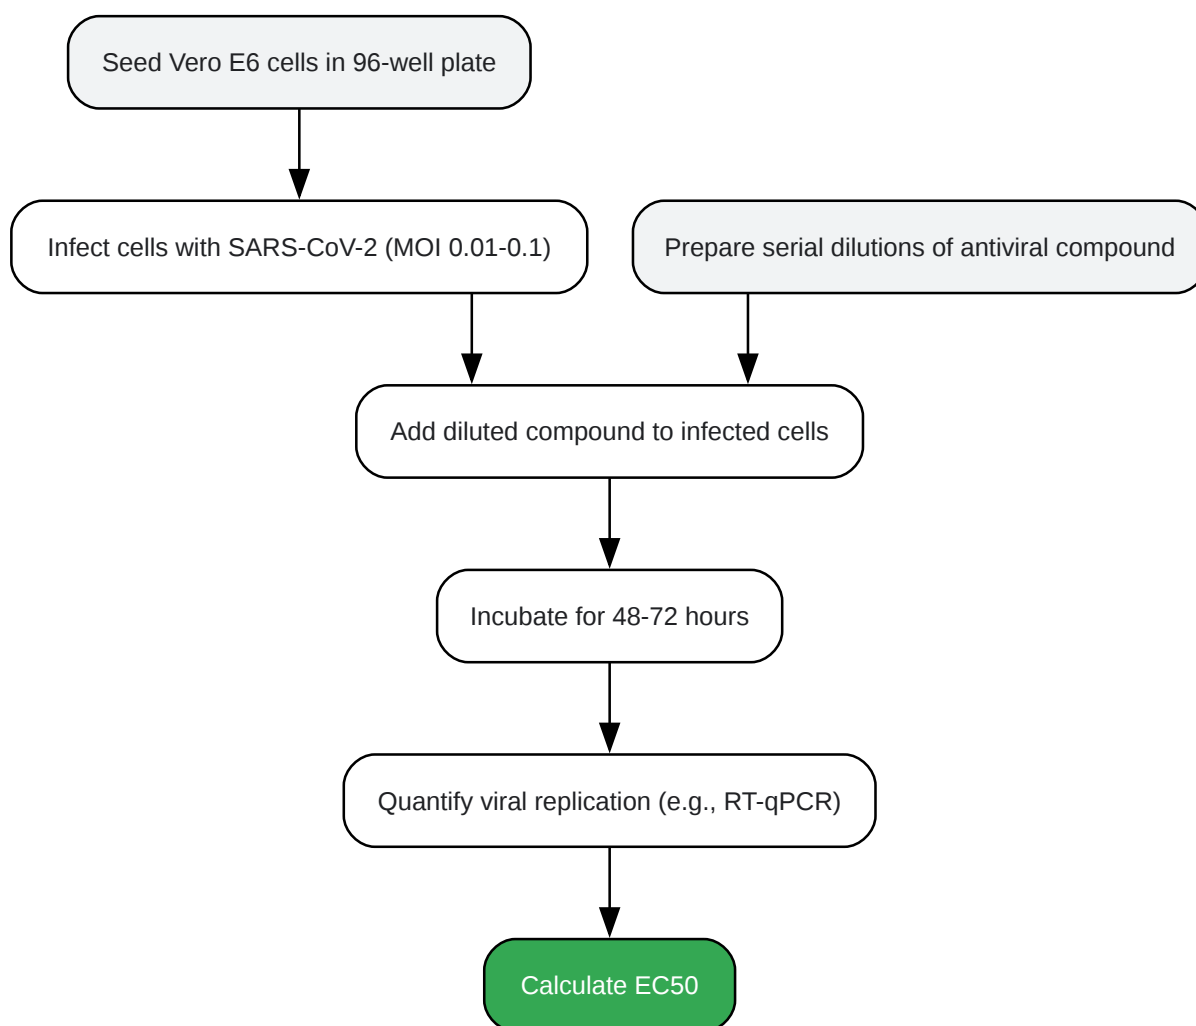 Seed Vero E6 cells in 96-well plate
Infect cells with SARS-CoV-2 (MOI 0.01-0.1)
Prepare serial dilutions of antiviral compound
Add diluted compound to infected cells
Incubate for 48-72 hours
Quantify viral replication (e.g., RT-qPCR)
Calculate EC50